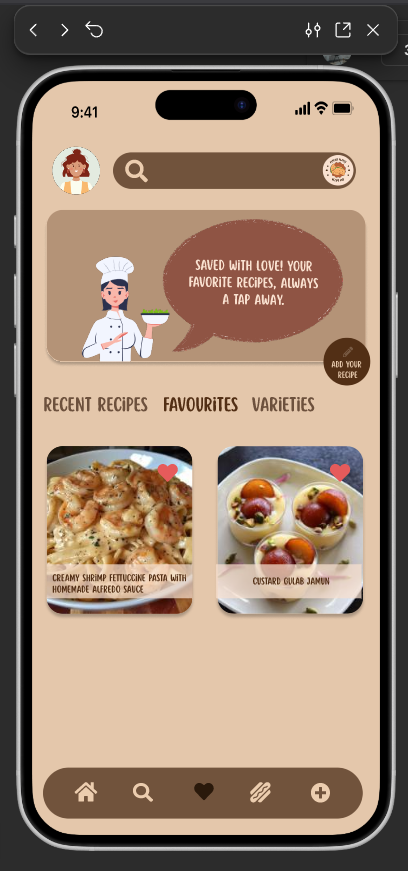 3
9:41
SAVED WITH LOVE! YOUR
FAVORITE RECIPES, ALWAYS
A TAP AWAY.
ADD YOUR
RECIPE
RECENT RECIPES FAVOURITES VARIETIES
CREAMY SHRIMP FETTUCCINE PASTA WITH
HOMEMADE ALFREDO SAUCE
CUSTARD GULAB JAMUN